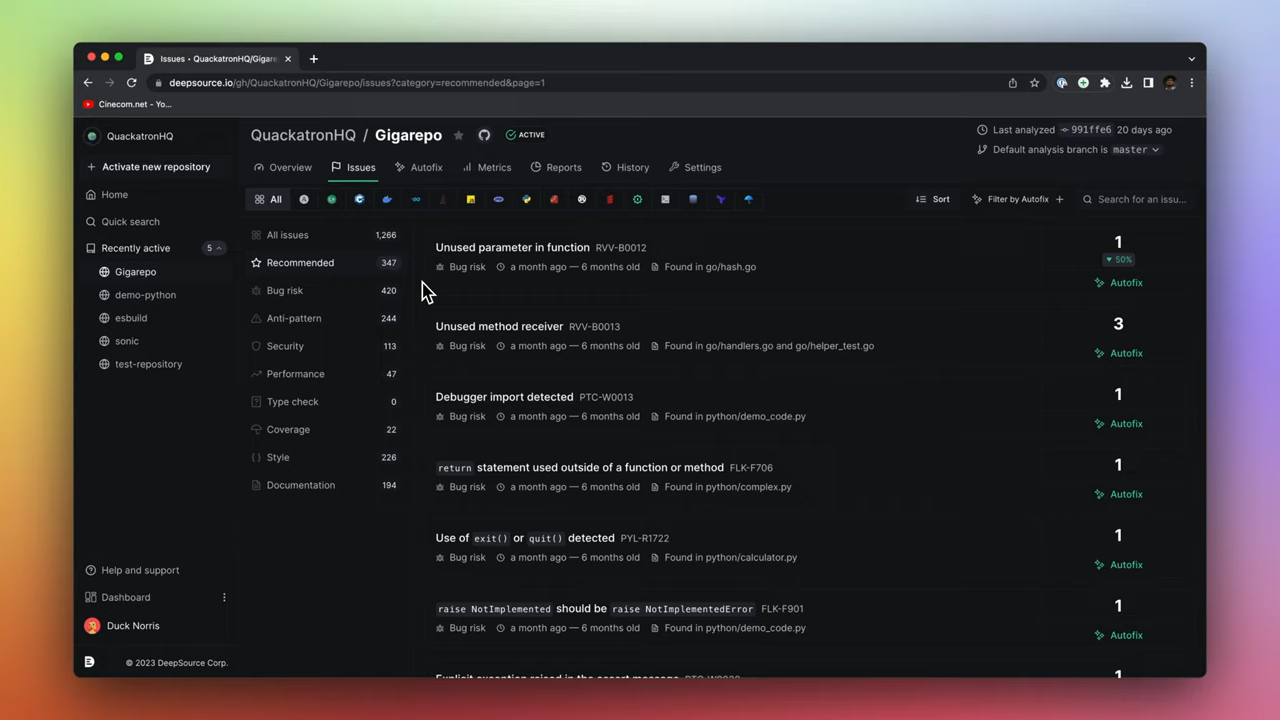 Issues • QuackatronHQ/Gigarep
deepsource.io/gh/QuackatronHQ/Gigarepo/issues?category=recommended&page=1
Cinecom.net - Yo...
QuackatronHQ
Activate new repository
Home
Quick search
Recently active 5
Gigarepo
demo-python
esbuild
sonic
test-repository
Help and support
Dashboard
Duck Norris
© 2023 DeepSource Corp.
QuackatronHQ / Gigarepo ACTIVE
Last analyzed 991ffe6 20 days ago
Default analysis branch is master
Overview Issues Autofix Metrics Reports History Settings
All Sort Filter by Autofix Search for an issu...
All issues 1,266
Recommended 347
Bug risk 420
Anti-pattern 244
Security 113
Performance 47
Type check 0
Coverage 22
Style 226
Documentation 194
Unused parameter in function RVV-B0012 1
Bug risk a month ago — 6 months old Found in go/hash.go 50%
Autofix
Unused method receiver RVV-B0013 3
Bug risk a month ago — 6 months old Found in go/handlers.go and go/helper_test.go Autofix
Debugger import detected PTC-W0013 1
Bug risk a month ago — 6 months old Found in python/demo_code.py Autofix
return statement used outside of a function or method FLK-F706 1
Bug risk a month ago — 6 months old Found in python/complex.py Autofix
Use of exit() or quit() detected PYL-R1722 1
Bug risk a month ago — 6 months old Found in python/calculator.py Autofix
raise NotImplemented should be raise NotImplementedError FLK-F901 1
Bug risk a month ago — 6 months old Found in python/demo_code.py Autofix
Explicit exception raised in the assert message 1